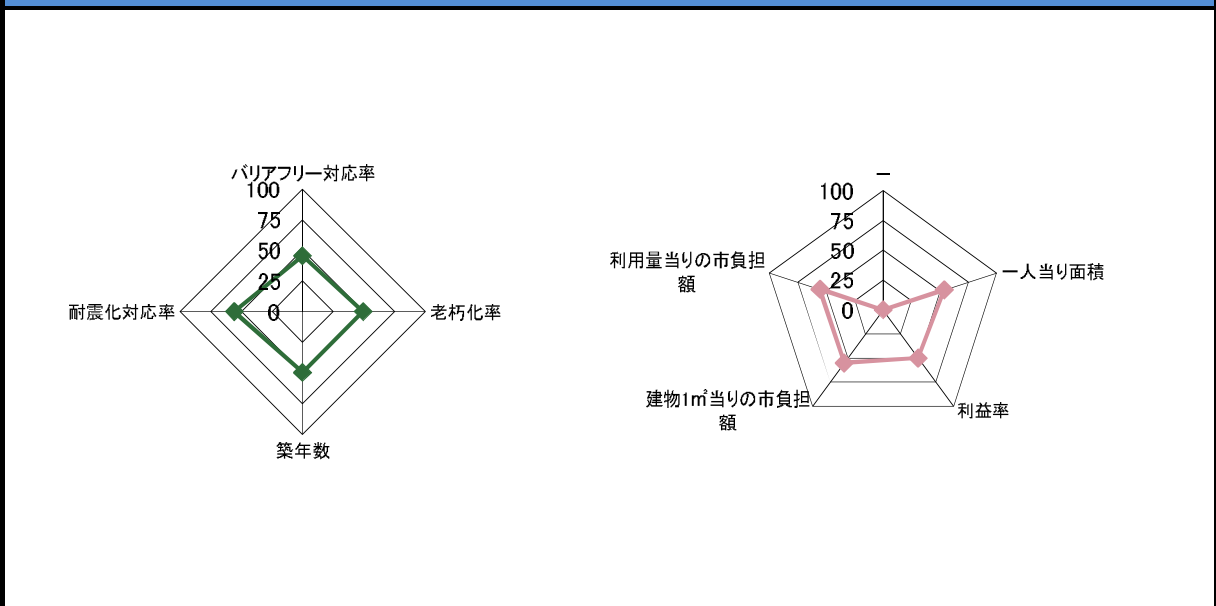 バリアフリー対応率
100
75
50
25
0
耐震化対応率
老朽化率
築年数
－
100
75
50
25
0
利用量当りの市負担
額
一人当り面積
建物1㎡当りの市負担
額
利益率